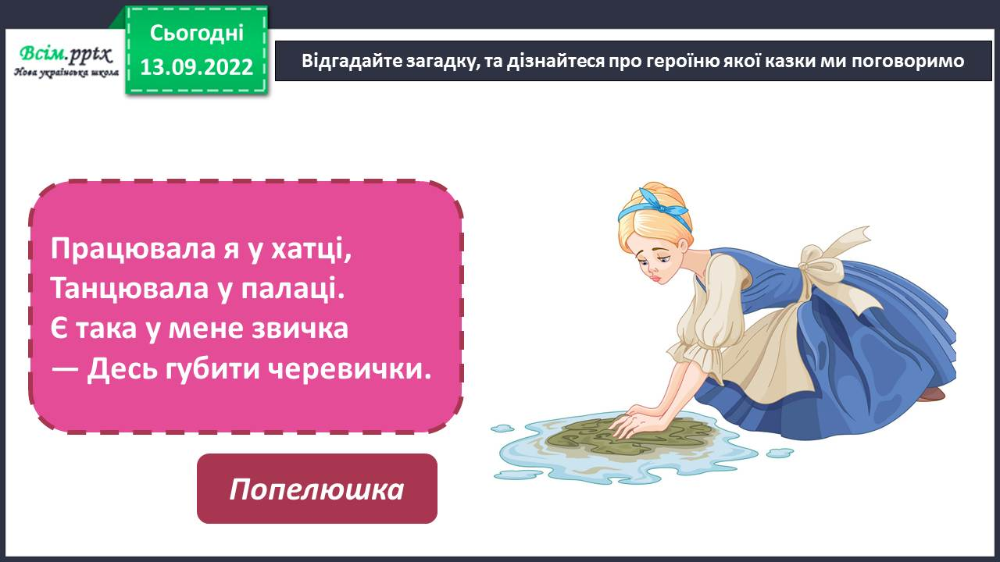 Всім.pptx
Нова українська школа
Сьогодні
13.09.2022
Відгадайте загадку, та дізнайтеся про героїню якої казки ми поговоримо
Працювала я у хатці,
Танцювала у палаці.
Є така у мене звичка
— Десь губити черевички.
Попелюшка